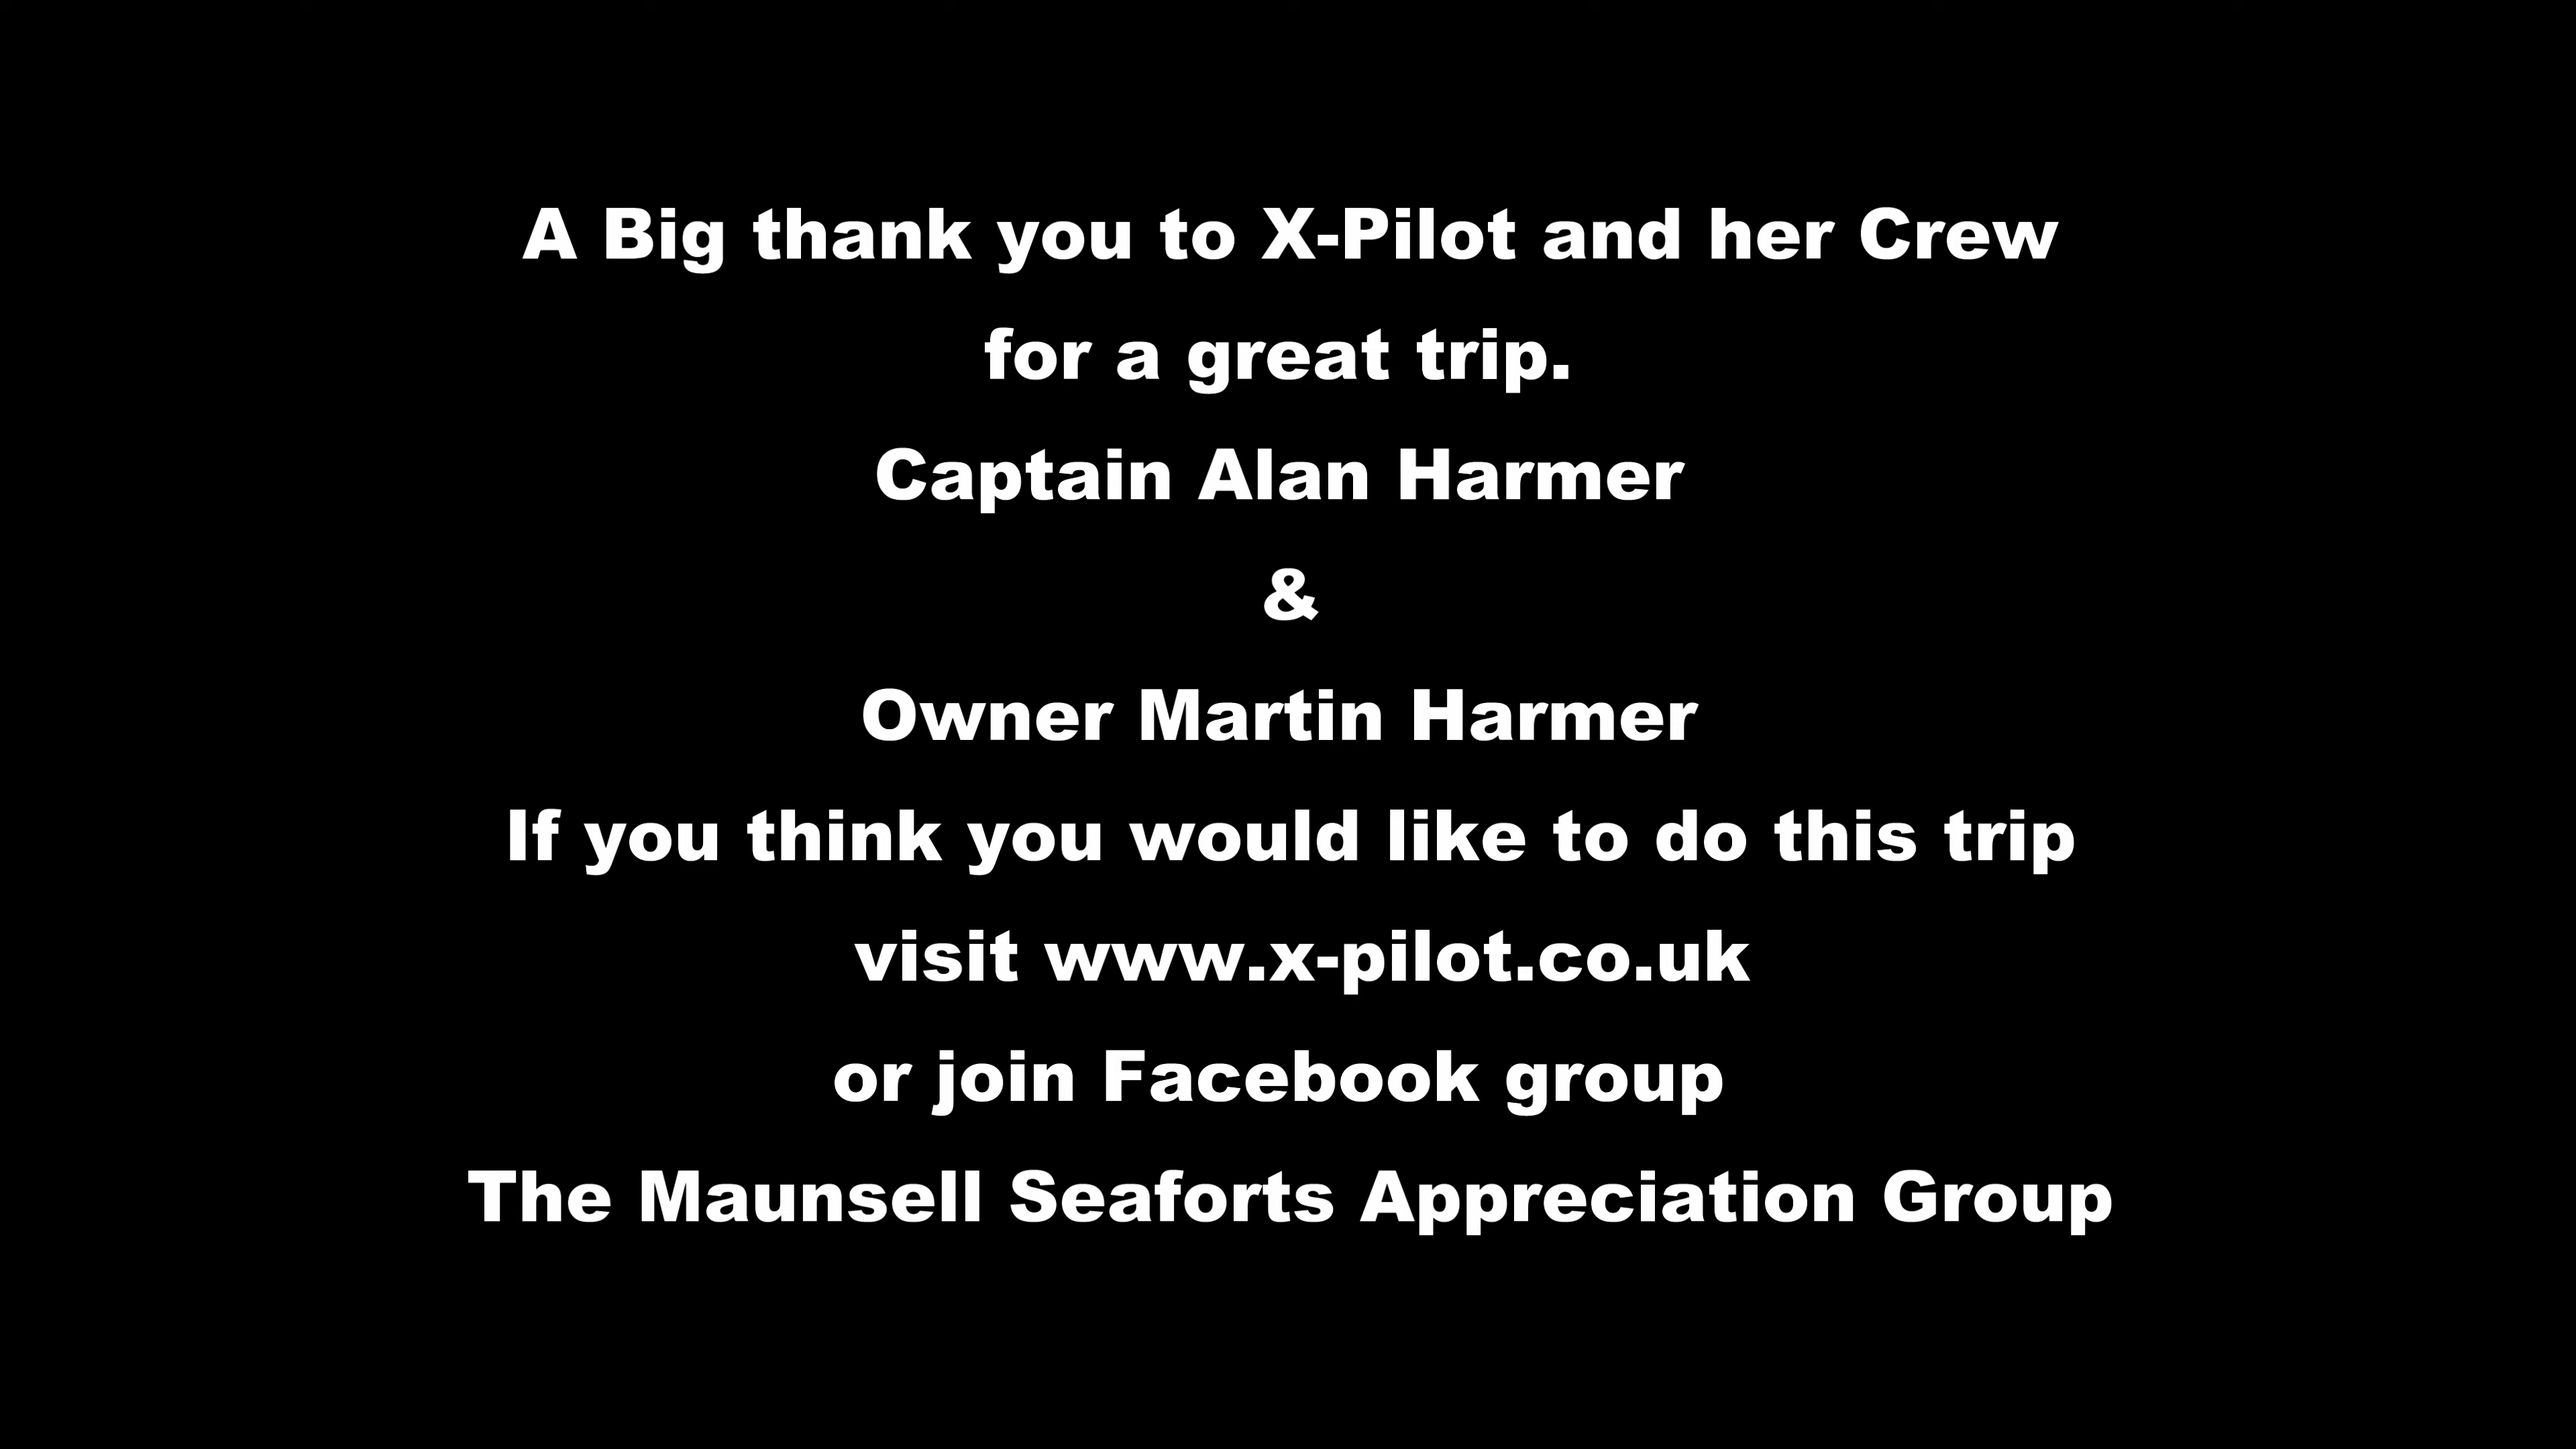 A Big thank you to X-Pilot and her Crew
for a great trip.
Captain Alan Harmer
&
Owner Martin Harmer
If you think you would like to do this trip
visit www.x-pilot.co.uk
or join Facebook group
The Maunsell Seaforts Appreciation Group